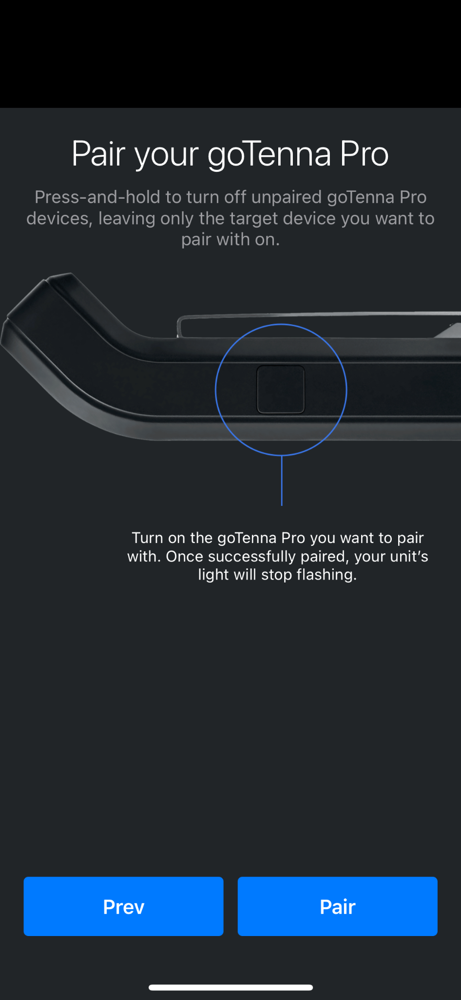 Pair your goTenna Pro
Press-and-hold to turn off unpaired goTenna Pro
devices, leaving only the target device you want to
pair with on.
Turn on the goTenna Pro you want to pair
with. Once successfully paired, your unit’s
light will stop flashing.
Prev
Pair